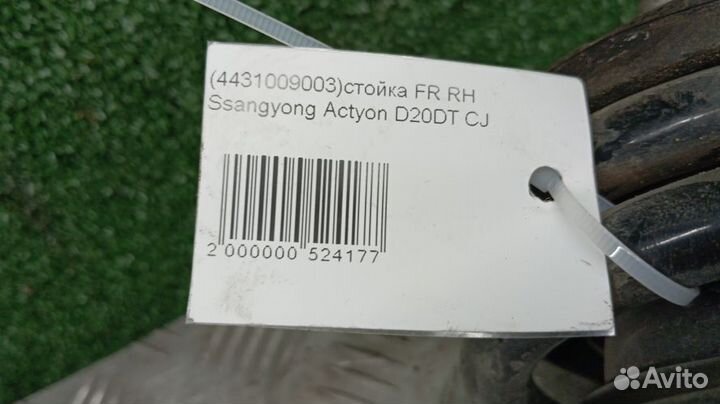 (4431009003)стойка FR RH
Ssangyong Actyon D20DT CJ
2 000000 524177
Avito